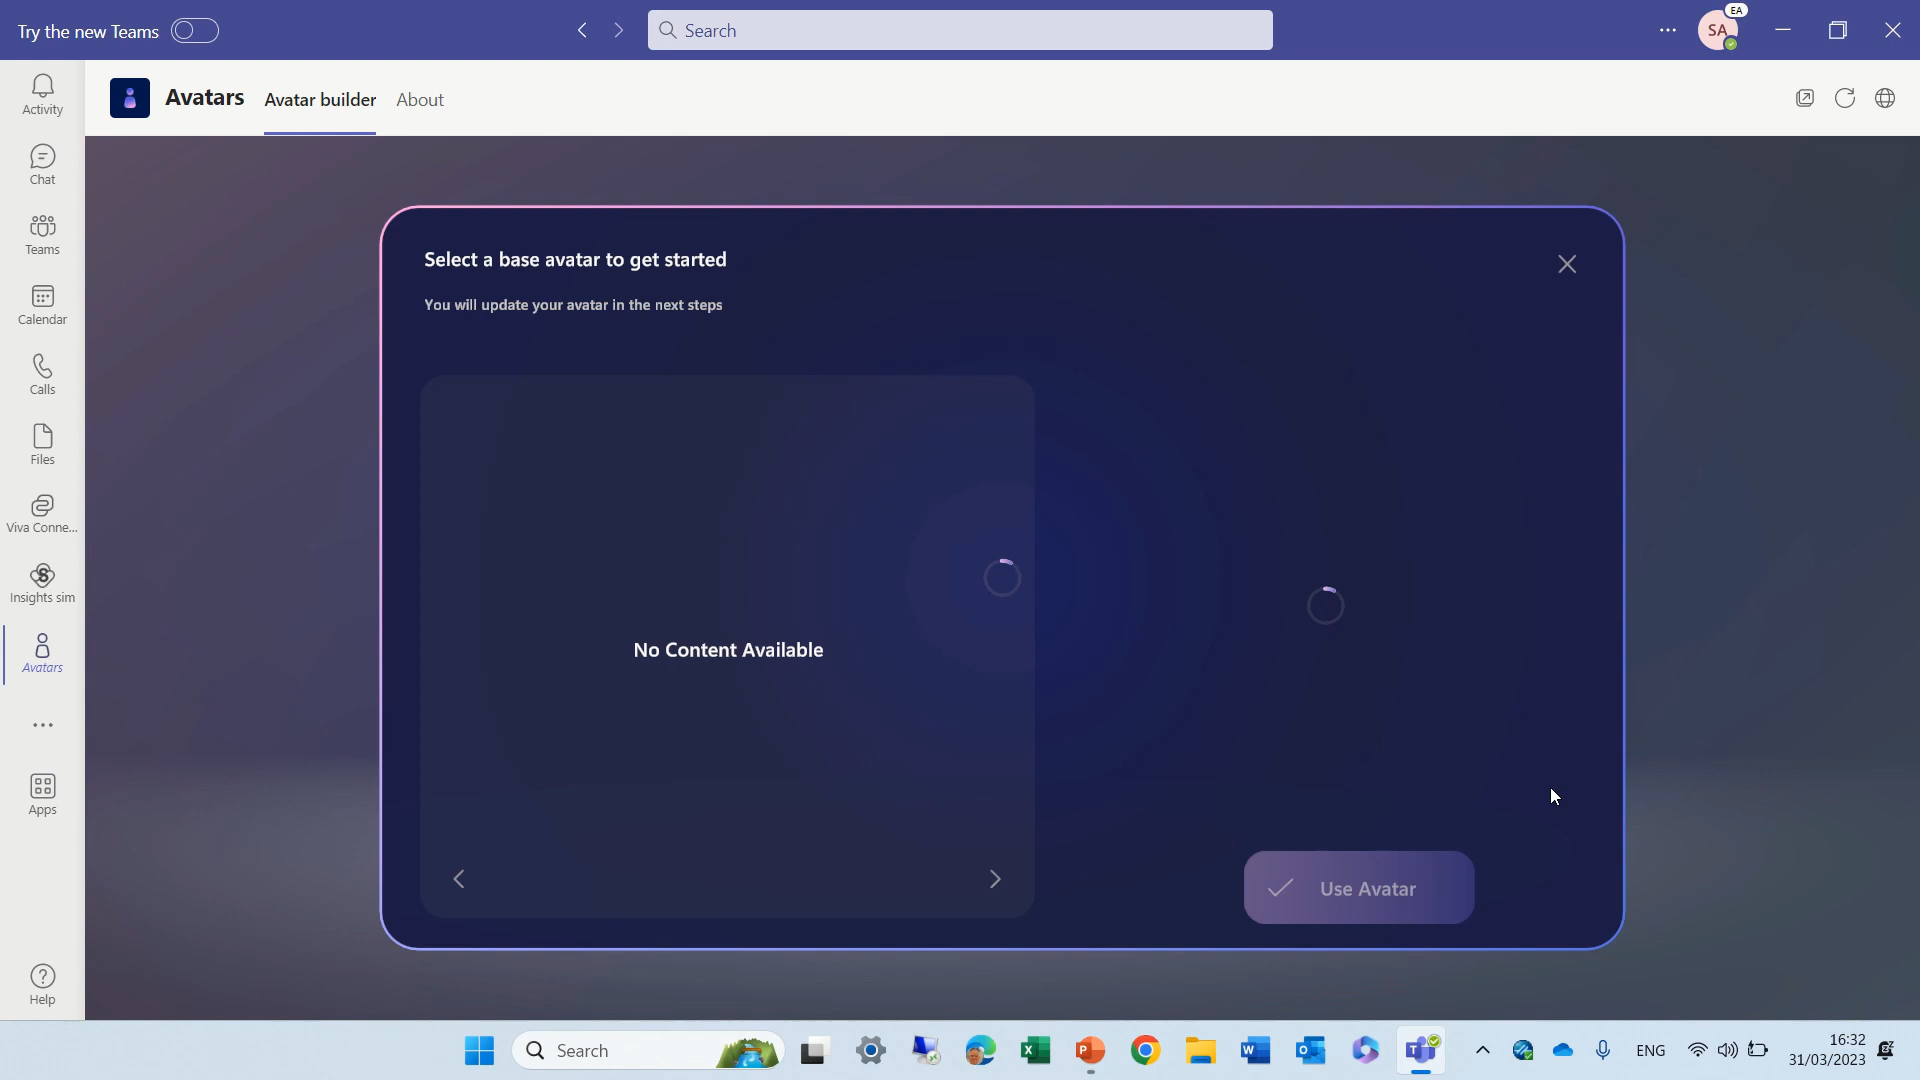 Try the new Teams
Search
EA
SA
Activity
Chat
Teams
Calendar
Calls
Files
Viva Conne...
Insights sim
Avatars
Apps
Help
Avatars
Avatar builder
About
Select a base avatar to get started
You will update your avatar in the next steps
No Content Available
Use Avatar
Search
ENG
16:32
31/03/2023